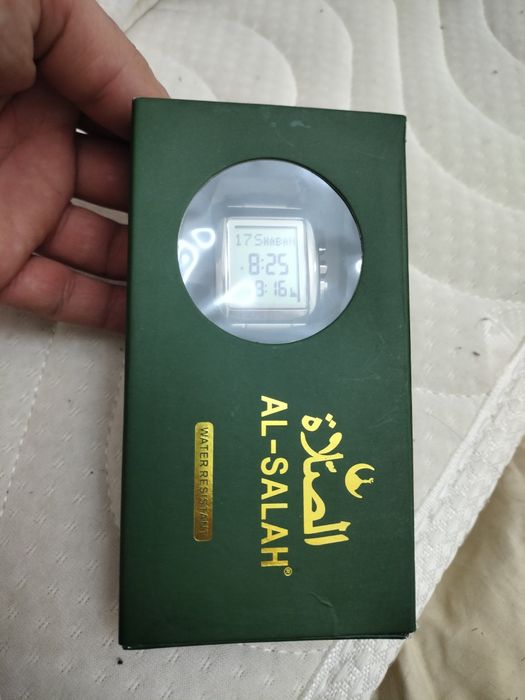 17 SHABAN
8:25
3:16
الصلاة
AL-SALAH®
WATER RESISTANT